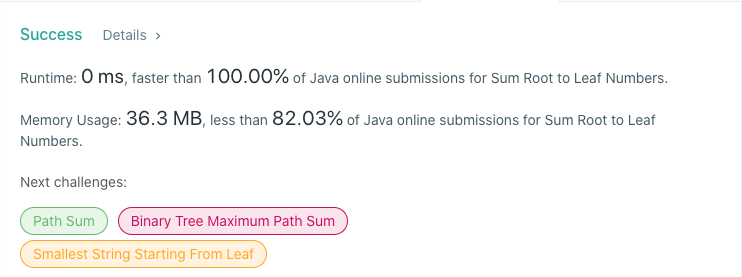 Success Details >
Runtime: 0 ms, faster than 100.00% of Java online submissions for Sum Root to Leaf Numbers.
Memory Usage: 36.3 MB, less than 82.03% of Java online submissions for Sum Root to Leaf
Numbers.
Next challenges:
Path Sum Binary Tree Maximum Path Sum
Smallest String Starting From Leaf